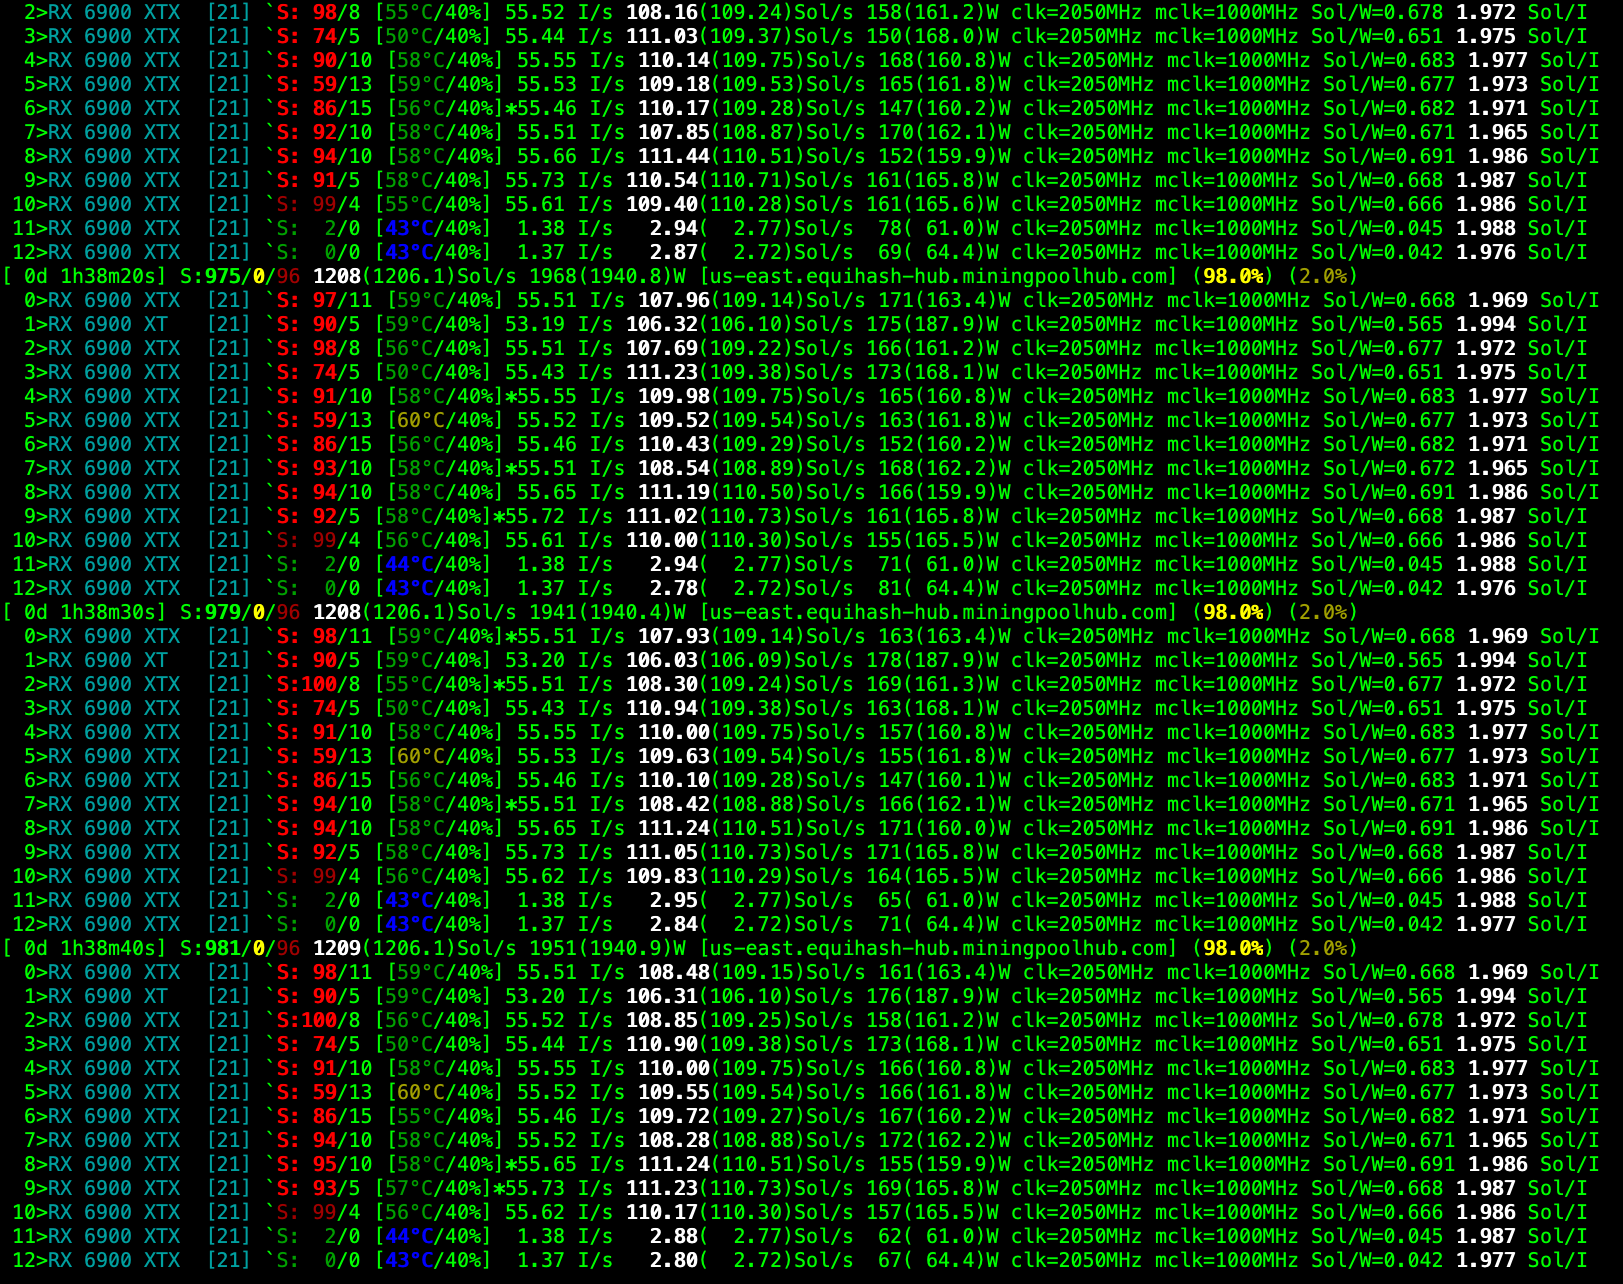 2>RX 6900 XTX [21] `S: 98/8 [55°C/40%] 55.52 I/s 108.16(109.24)Sol/s 158(161.2)W clk=2050MHz mclk=1000MHz Sol/W=0.678 1.972 Sol/I
3>RX 6900 XTX [21] `S: 74/5 [50°C/40%] 55.44 I/s 111.03(109.37)Sol/s 150(168.0)W clk=2050MHz mclk=1000MHz Sol/W=0.651 1.975 Sol/I
4>RX 6900 XTX [21] `S: 90/10 [58°C/40%] 55.55 I/s 110.14(109.75)Sol/s 168(160.8)W clk=2050MHz mclk=1000MHz Sol/W=0.683 1.977 Sol/I
5>RX 6900 XTX [21] `S: 59/13 [59°C/40%] 55.53 I/s 109.18(109.53)Sol/s 165(161.8)W clk=2050MHz mclk=1000MHz Sol/W=0.677 1.973 Sol/I
6>RX 6900 XTX [21] `S: 86/15 [56°C/40%]*55.46 I/s 110.17(109.28)Sol/s 147(160.2)W clk=2050MHz mclk=1000MHz Sol/W=0.682 1.971 Sol/I
7>RX 6900 XTX [21] `S: 92/10 [58°C/40%] 55.51 I/s 107.85(108.87)Sol/s 170(162.1)W clk=2050MHz mclk=1000MHz Sol/W=0.671 1.965 Sol/I
8>RX 6900 XTX [21] `S: 94/10 [58°C/40%] 55.66 I/s 111.44(110.51)Sol/s 152(159.9)W clk=2050MHz mclk=1000MHz Sol/W=0.691 1.986 Sol/I
9>RX 6900 XTX [21] `S: 91/5 [58°C/40%] 55.73 I/s 110.54(110.71)Sol/s 161(165.8)W clk=2050MHz mclk=1000MHz Sol/W=0.668 1.987 Sol/I
10>RX 6900 XTX [21] `S: 99/4 [55°C/40%] 55.61 I/s 109.40(110.28)Sol/s 161(165.6)W clk=2050MHz mclk=1000MHz Sol/W=0.666 1.986 Sol/I
11>RX 6900 XTX [21] `S: 2/0 [43°C/40%] 1.38 I/s 2.94( 2.77)Sol/s 78( 61.0)W clk=2050MHz mclk=1000MHz Sol/W=0.045 1.988 Sol/I
12>RX 6900 XTX [21] `S: 0/0 [43°C/40%] 1.37 I/s 2.87( 2.72)Sol/s 69( 64.4)W clk=2050MHz mclk=1000MHz Sol/W=0.042 1.976 Sol/I
[ 0d 1h38m20s] S:975/0/96 1208(1206.1)Sol/s 1968(1940.8)W [us-east.equihash-hub.miningpoolhub.com] (98.0%) (2.0%)
0>RX 6900 XTX [21] `S: 97/11 [59°C/40%] 55.51 I/s 107.96(109.14)Sol/s 171(163.4)W clk=2050MHz mclk=1000MHz Sol/W=0.668 1.969 Sol/I
1>RX 6900 XT [21] `S: 90/5 [59°C/40%] 53.19 I/s 106.32(106.10)Sol/s 175(187.9)W clk=2050MHz mclk=1000MHz Sol/W=0.565 1.994 Sol/I
2>RX 6900 XTX [21] `S: 98/8 [56°C/40%] 55.51 I/s 107.69(109.22)Sol/s 166(161.2)W clk=2050MHz mclk=1000MHz Sol/W=0.677 1.972 Sol/I
3>RX 6900 XTX [21] `S: 74/5 [50°C/40%] 55.43 I/s 111.23(109.38)Sol/s 173(168.1)W clk=2050MHz mclk=1000MHz Sol/W=0.651 1.975 Sol/I
4>RX 6900 XTX [21] `S: 91/10 [58°C/40%]*55.55 I/s 109.98(109.75)Sol/s 165(160.8)W clk=2050MHz mclk=1000MHz Sol/W=0.683 1.977 Sol/I
5>RX 6900 XTX [21] `S: 59/13 [60°C/40%] 55.52 I/s 109.52(109.54)Sol/s 163(161.8)W clk=2050MHz mclk=1000MHz Sol/W=0.677 1.973 Sol/I
6>RX 6900 XTX [21] `S: 86/15 [56°C/40%] 55.46 I/s 110.43(109.29)Sol/s 152(160.2)W clk=2050MHz mclk=1000MHz Sol/W=0.682 1.971 Sol/I
7>RX 6900 XTX [21] `S: 93/10 [58°C/40%]*55.51 I/s 108.54(108.89)Sol/s 168(162.2)W clk=2050MHz mclk=1000MHz Sol/W=0.672 1.965 Sol/I
8>RX 6900 XTX [21] `S: 94/10 [58°C/40%] 55.65 I/s 111.19(110.50)Sol/s 166(159.9)W clk=2050MHz mclk=1000MHz Sol/W=0.691 1.986 Sol/I
9>RX 6900 XTX [21] `S: 92/5 [58°C/40%]*55.72 I/s 111.02(110.73)Sol/s 161(165.8)W clk=2050MHz mclk=1000MHz Sol/W=0.668 1.987 Sol/I
10>RX 6900 XTX [21] `S: 99/4 [56°C/40%] 55.61 I/s 110.00(110.30)Sol/s 155(165.5)W clk=2050MHz mclk=1000MHz Sol/W=0.666 1.986 Sol/I
11>RX 6900 XTX [21] `S: 2/0 [44°C/40%] 1.38 I/s 2.94( 2.77)Sol/s 71( 61.0)W clk=2050MHz mclk=1000MHz Sol/W=0.045 1.988 Sol/I
12>RX 6900 XTX [21] `S: 0/0 [43°C/40%] 1.37 I/s 2.78( 2.72)Sol/s 81( 64.4)W clk=2050MHz mclk=1000MHz Sol/W=0.042 1.976 Sol/I
[ 0d 1h38m30s] S:979/0/96 1208(1206.1)Sol/s 1941(1940.4)W [us-east.equihash-hub.miningpoolhub.com] (98.0%) (2.0%)
0>RX 6900 XTX [21] `S: 98/11 [59°C/40%]*55.51 I/s 107.93(109.14)Sol/s 163(163.4)W clk=2050MHz mclk=1000MHz Sol/W=0.668 1.969 Sol/I
1>RX 6900 XT [21] `S: 90/5 [59°C/40%] 53.20 I/s 106.03(106.09)Sol/s 178(187.9)W clk=2050MHz mclk=1000MHz Sol/W=0.565 1.994 Sol/I
2>RX 6900 XTX [21] `S:100/8 [55°C/40%]*55.51 I/s 108.30(109.24)Sol/s 169(161.3)W clk=2050MHz mclk=1000MHz Sol/W=0.677 1.972 Sol/I
3>RX 6900 XTX [21] `S: 74/5 [50°C/40%] 55.43 I/s 110.94(109.38)Sol/s 163(168.1)W clk=2050MHz mclk=1000MHz Sol/W=0.651 1.975 Sol/I
4>RX 6900 XTX [21] `S: 91/10 [58°C/40%] 55.55 I/s 110.00(109.75)Sol/s 157(160.8)W clk=2050MHz mclk=1000MHz Sol/W=0.683 1.977 Sol/I
5>RX 6900 XTX [21] `S: 59/13 [60°C/40%] 55.53 I/s 109.63(109.54)Sol/s 155(161.8)W clk=2050MHz mclk=1000MHz Sol/W=0.677 1.973 Sol/I
6>RX 6900 XTX [21] `S: 86/15 [56°C/40%] 55.46 I/s 110.10(109.28)Sol/s 147(160.1)W clk=2050MHz mclk=1000MHz Sol/W=0.683 1.971 Sol/I
7>RX 6900 XTX [21] `S: 94/10 [58°C/40%]*55.51 I/s 108.42(108.88)Sol/s 166(162.1)W clk=2050MHz mclk=1000MHz Sol/W=0.671 1.965 Sol/I
8>RX 6900 XTX [21] `S: 94/10 [58°C/40%] 55.65 I/s 111.24(110.51)Sol/s 171(160.0)W clk=2050MHz mclk=1000MHz Sol/W=0.691 1.986 Sol/I
9>RX 6900 XTX [21] `S: 92/5 [58°C/40%] 55.73 I/s 111.05(110.73)Sol/s 171(165.8)W clk=2050MHz mclk=1000MHz Sol/W=0.668 1.987 Sol/I
10>RX 6900 XTX [21] `S: 99/4 [56°C/40%] 55.62 I/s 109.83(110.29)Sol/s 164(165.5)W clk=2050MHz mclk=1000MHz Sol/W=0.666 1.986 Sol/I
11>RX 6900 XTX [21] `S: 2/0 [43°C/40%] 1.38 I/s 2.95( 2.77)Sol/s 65( 61.0)W clk=2050MHz mclk=1000MHz Sol/W=0.045 1.988 Sol/I
12>RX 6900 XTX [21] `S: 0/0 [43°C/40%] 1.37 I/s 2.84( 2.72)Sol/s 71( 64.4)W clk=2050MHz mclk=1000MHz Sol/W=0.042 1.977 Sol/I
[ 0d 1h38m40s] S:981/0/96 1209(1206.1)Sol/s 1951(1940.9)W [us-east.equihash-hub.miningpoolhub.com] (98.0%) (2.0%)
0>RX 6900 XTX [21] `S: 98/11 [59°C/40%] 55.51 I/s 108.48(109.15)Sol/s 161(163.4)W clk=2050MHz mclk=1000MHz Sol/W=0.668 1.969 Sol/I
1>RX 6900 XT [21] `S: 90/5 [59°C/40%] 53.20 I/s 106.31(106.10)Sol/s 176(187.9)W clk=2050MHz mclk=1000MHz Sol/W=0.565 1.994 Sol/I
2>RX 6900 XTX [21] `S:100/8 [56°C/40%] 55.52 I/s 108.85(109.25)Sol/s 158(161.2)W clk=2050MHz mclk=1000MHz Sol/W=0.678 1.972 Sol/I
3>RX 6900 XTX [21] `S: 74/5 [50°C/40%] 55.44 I/s 110.90(109.38)Sol/s 173(168.1)W clk=2050MHz mclk=1000MHz Sol/W=0.651 1.975 Sol/I
4>RX 6900 XTX [21] `S: 91/10 [58°C/40%] 55.55 I/s 110.00(109.75)Sol/s 166(160.8)W clk=2050MHz mclk=1000MHz Sol/W=0.683 1.977 Sol/I
5>RX 6900 XTX [21] `S: 59/13 [60°C/40%] 55.52 I/s 109.55(109.54)Sol/s 166(161.8)W clk=2050MHz mclk=1000MHz Sol/W=0.677 1.973 Sol/I
6>RX 6900 XTX [21] `S: 86/15 [55°C/40%] 55.46 I/s 109.72(109.27)Sol/s 167(160.2)W clk=2050MHz mclk=1000MHz Sol/W=0.682 1.971 Sol/I
7>RX 6900 XTX [21] `S: 94/10 [58°C/40%] 55.52 I/s 108.28(108.88)Sol/s 172(162.2)W clk=2050MHz mclk=1000MHz Sol/W=0.671 1.965 Sol/I
8>RX 6900 XTX [21] `S: 95/10 [58°C/40%]*55.65 I/s 111.24(110.51)Sol/s 155(159.9)W clk=2050MHz mclk=1000MHz Sol/W=0.691 1.986 Sol/I
9>RX 6900 XTX [21] `S: 93/5 [57°C/40%]*55.73 I/s 111.23(110.73)Sol/s 169(165.8)W clk=2050MHz mclk=1000MHz Sol/W=0.668 1.987 Sol/I
10>RX 6900 XTX [21] `S: 99/4 [56°C/40%] 55.62 I/s 110.17(110.30)Sol/s 157(165.5)W clk=2050MHz mclk=1000MHz Sol/W=0.666 1.986 Sol/I
11>RX 6900 XTX [21] `S: 2/0 [44°C/40%] 1.38 I/s 2.88( 2.77)Sol/s 62( 61.0)W clk=2050MHz mclk=1000MHz Sol/W=0.045 1.987 Sol/I
12>RX 6900 XTX [21] `S: 0/0 [43°C/40%] 1.37 I/s 2.80( 2.72)Sol/s 67( 64.4)W clk=2050MHz mclk=1000MHz Sol/W=0.042 1.977 Sol/I